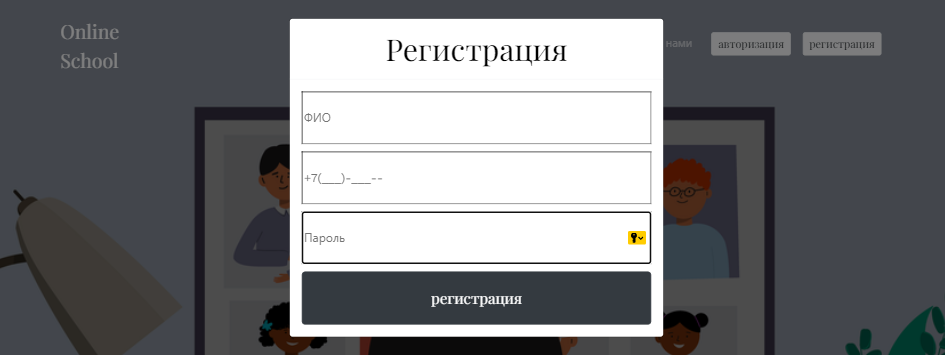 Online
School
Регистрация
нами
авторизация
регистрация
ФИО
+7(___)-___--
Пароль
регистрация